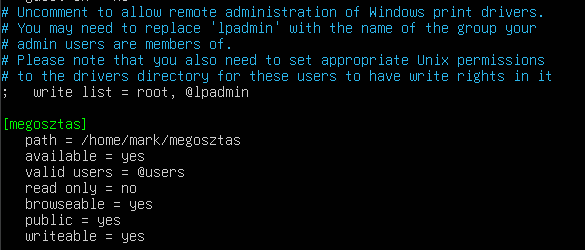 # Uncomment to allow remote administration of Windows print drivers.
# You may need to replace 'lpadmin' with the name of the group your
# admin users are members of.
# Please note that you also need to set appropriate Unix permissions
# to the drivers directory for these users to have write rights in it
;   write list = root, @lpadmin

[megosztas]
   path = /home/mark/megosztas
   available = yes
   valid users = @users
   read only = no
   browseable = yes
   public = yes
   writeable = yes